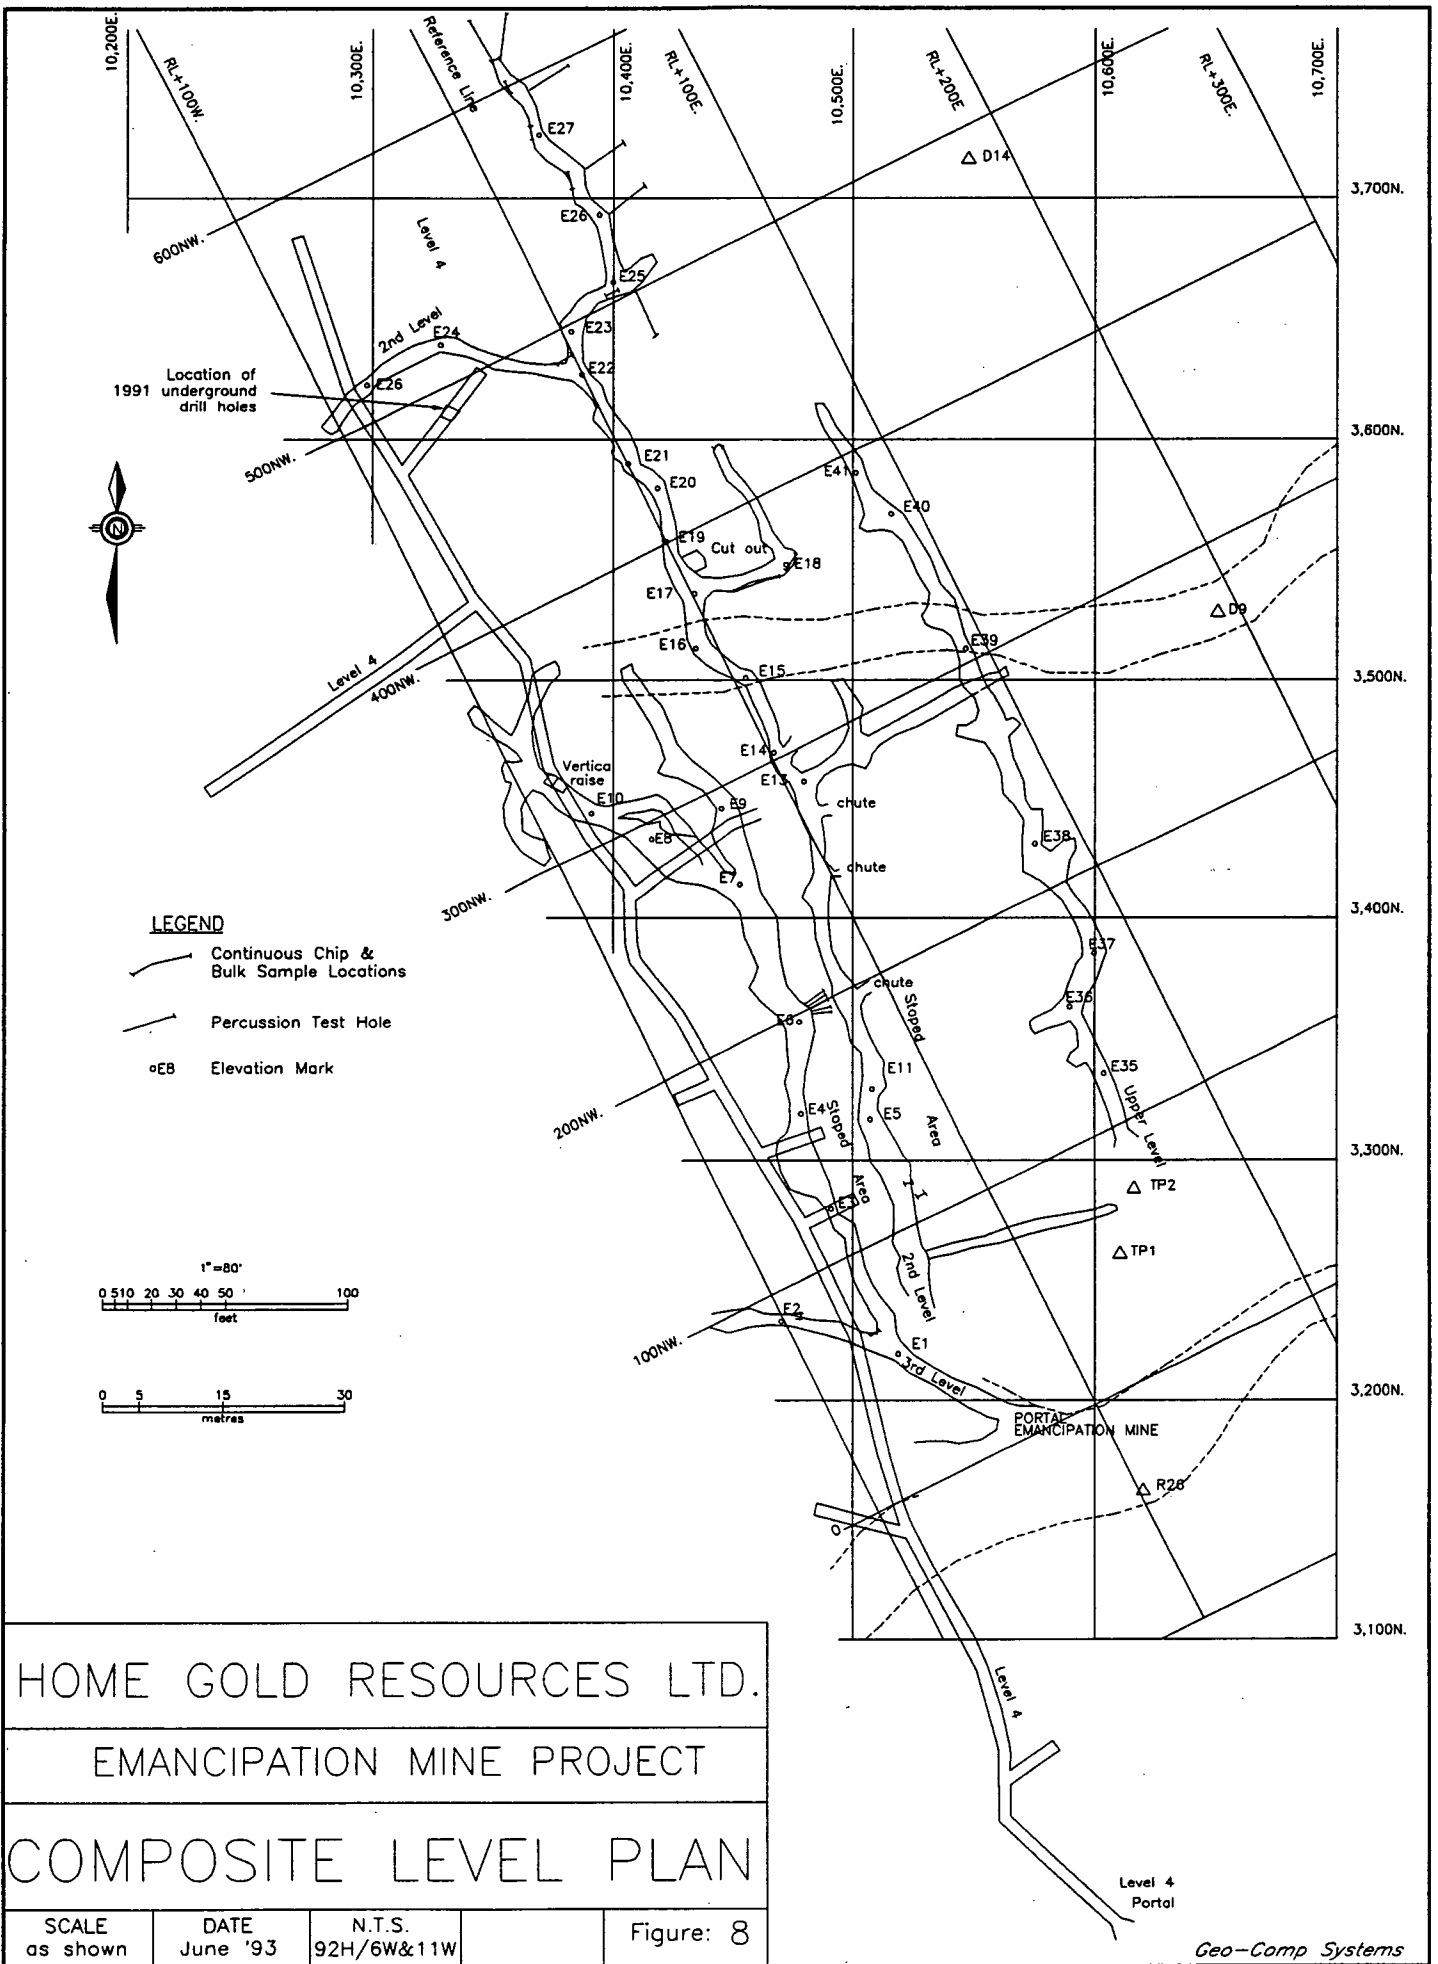 10,200E.
10,300E.
10,400E.
10,500E.
10,600E.
10,700E.
RL+100W.
Reference Line
RL+100E.
RL+200E
RL+300E.
E27
D14
3,700N.
E26
Level 4
600NW.
E25
2nd Level
E24
E23
E22
Location of
1991 underground
drill holes
E26
3,600N.
500NW.
E21
E20
E41
E40
E19
Cut out
E18
E17
D9
E16
E39
E15
Level 4
400NW.
3,500N.
E14
E13
Vertica
raise
E10
E9
chute
E8
E38
chute
E7
300NW.
3,400N.
LEGEND
Continuous Chip &
Bulk Sample Locations
Percussion Test Hole
oE8 Elevation Mark
E37
chute
Stoped
Area
E36
E6
E11
E35
E4
Stoped
Area
E5
Upper Level
200NW.
3,300N.
TP2
E3
TP1
2nd Level
1"=80'
0 5 10 20 30 40 50 100
feet
E2
E1
100NW.
3rd Level
0 5 15 30
metres
3,200N.
PORTAL
EMANCIPATION MINE
R26
0
3,100N.
Level 4
HOME GOLD RESOURCES LTD.
EMANCIPATION MINE PROJECT
COMPOSITE LEVEL PLAN
Level 4
Portal
SCALE
as shown
DATE
June '93
N.T.S.
92H/6W&11W
Figure: 8
Geo-Comp Systems
N